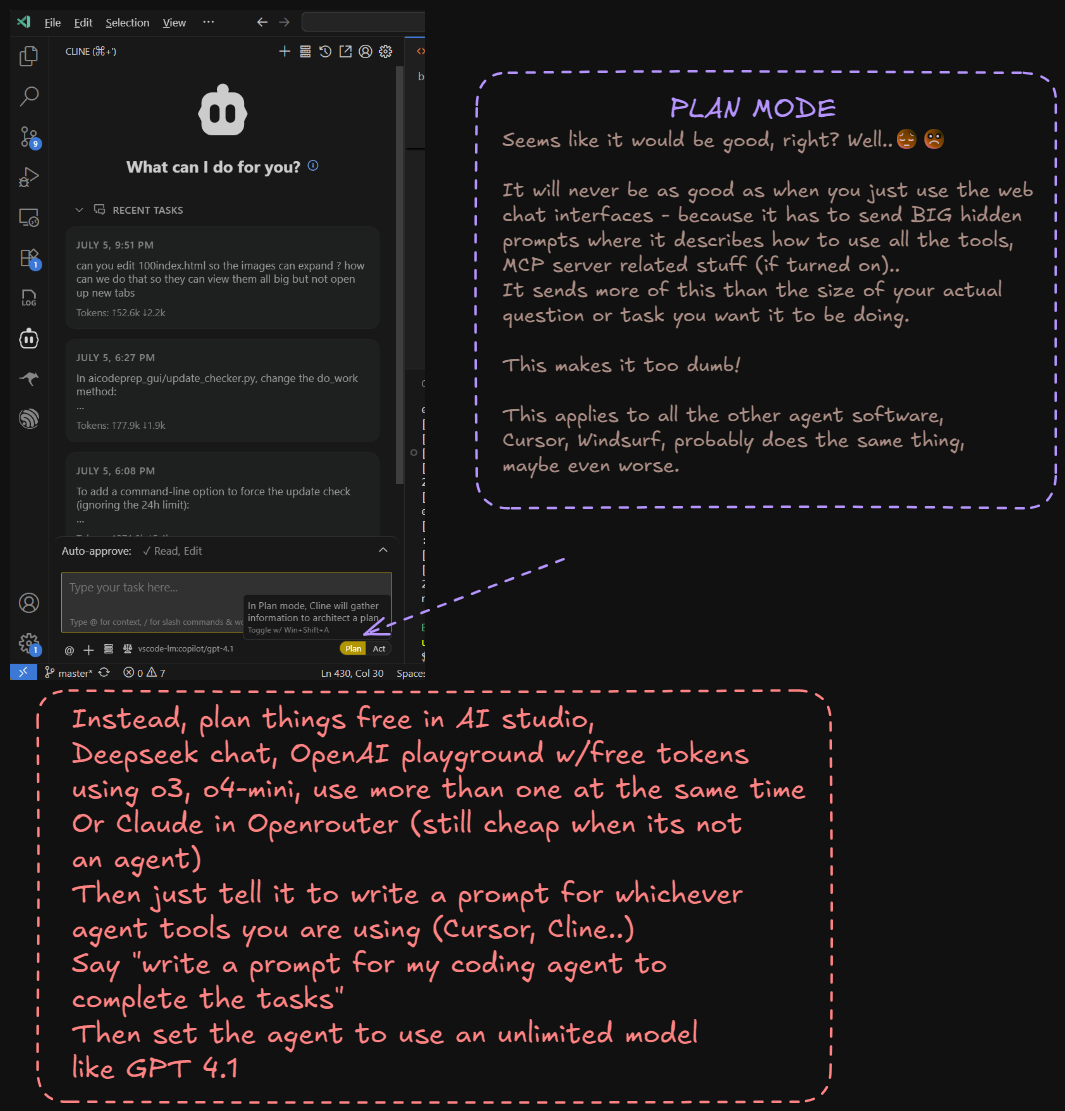 File Edit Selection View ···
CLINE (⌘+')
What can I do for you?
RECENT TASKS
JULY 5, 9:51 PM
can you edit 100index.html so the images can expand ? how
can we do that so they can view them all big but not open
up new tabs
Tokens: ↑52.6k ↓2.2k
JULY 5, 6:27 PM
In aicodeprep_gui/update_checker.py, change the do_work
method:
...
Tokens: ↑77.9k ↓1.9k
JULY 5, 6:08 PM
To add a command-line option to force the update check
(ignoring the 24h limit):
...
Auto-approve: ✓ Read, Edit
Type your task here...
In Plan mode, Cline will gather
information to architect a plan
Toggle w/ Win+Shift+A
Type @ for context, / for slash commands & wo
@ + vscode-lm:copilot/gpt-4.1 Plan Act
9
1
LOG
1
master* 0 7 Ln 430, Col 30 Spaces:
PLAN MODE
Seems like it would be good, right? Well..😔 😟
It will never be as good as when you just use the web
chat interfaces - because it has to send BIG hidden
prompts where it describes how to use all the tools,
MCP server related stuff (if turned on)..
It sends more of this than the size of your actual
question or task you want it to be doing.
This makes it too dumb!
This applies to all the other agent software,
Cursor, Windsurf, probably does the same thing,
maybe even worse.
Instead, plan things free in AI studio,
Deepseek chat, OpenAI playground w/free tokens
using o3, o4-mini, use more than one at the same time
Or Claude in Openrouter (still cheap when its not
an agent)
Then just tell it to write a prompt for whichever
agent tools you are using (Cursor, Cline..)
Say "write a prompt for my coding agent to
complete the tasks"
Then set the agent to use an unlimited model
like GPT 4.1